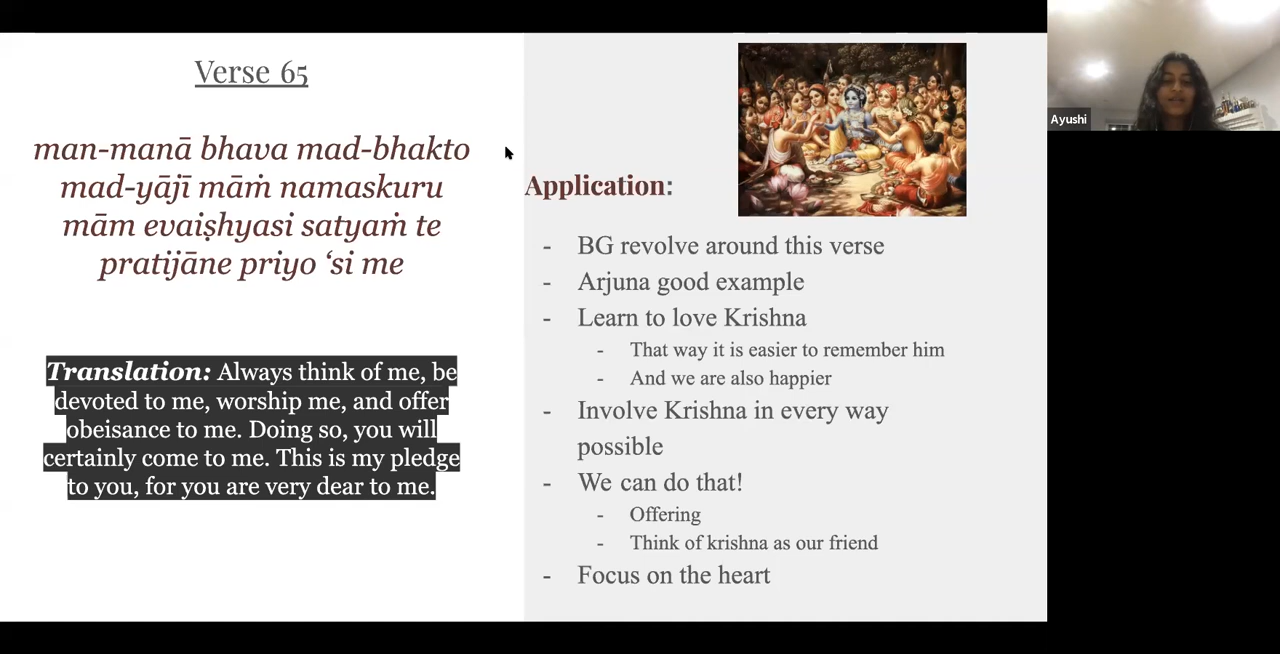 Verse 65
man-manā bhava mad-bhakto
mad-yājī māṁ namaskuru
mām evaiṣhyasi satyaṁ te
pratijāne priyo ‘si me
Translation: Always think of me, be
devoted to me, worship me, and offer
obeisance to me. Doing so, you will
certainly come to me. This is my pledge
to you, for you are very dear to me.
Application:
- BG revolve around this verse
- Arjuna good example
- Learn to love Krishna
- That way it is easier to remember him
- And we are also happier
- Involve Krishna in every way
possible
- We can do that!
- Offering
- Think of krishna as our friend
- Focus on the heart
Ayushi